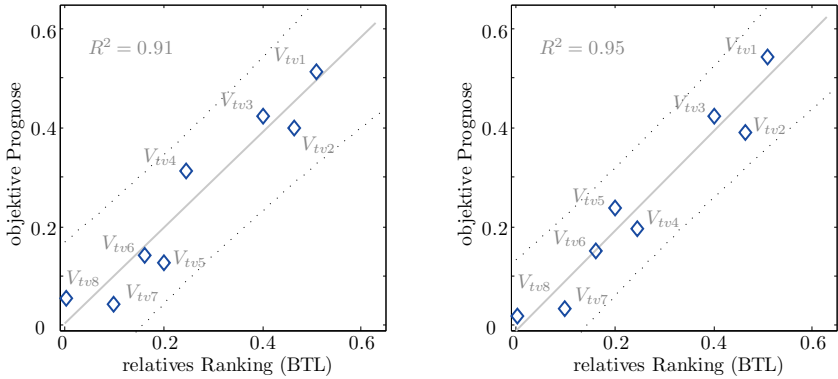 0.6
R² = 0.91
V_tv1
V_tv3
0.4
V_tv2
V_tv4
objektive Prognose
0.2
V_tv6
V_tv5
V_tv8
V_tv7
0
0 0.2 0.4 0.6
relatives Ranking (BTL)
0.6
R² = 0.95
V_tv1
V_tv3
0.4
V_tv2
objektive Prognose
V_tv5
V_tv4
0.2
V_tv6
V_tv8
V_tv7
0
0 0.2 0.4 0.6
relatives Ranking (BTL)